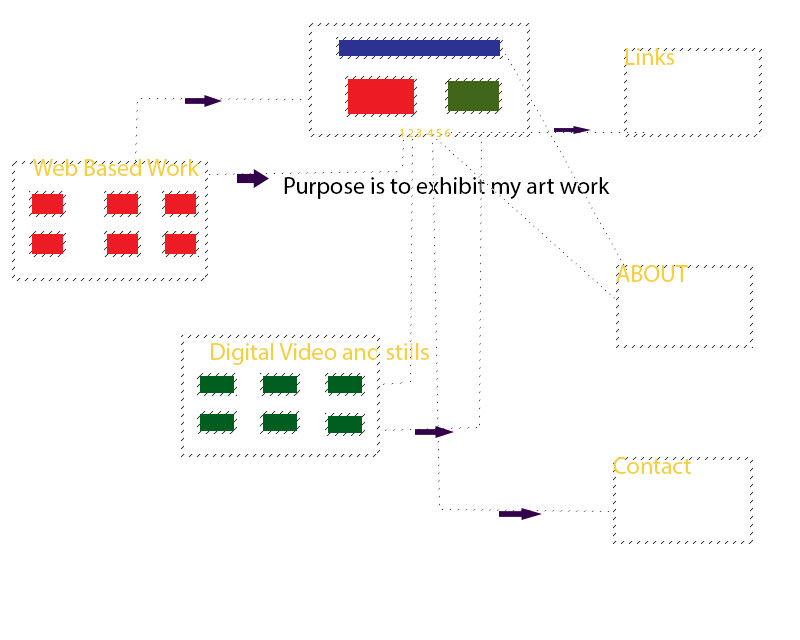 Links
1 2 3 4 5 6
Web Based Work
Purpose is to exhibit my art work
ABOUT
Digital Video and stills
Contact